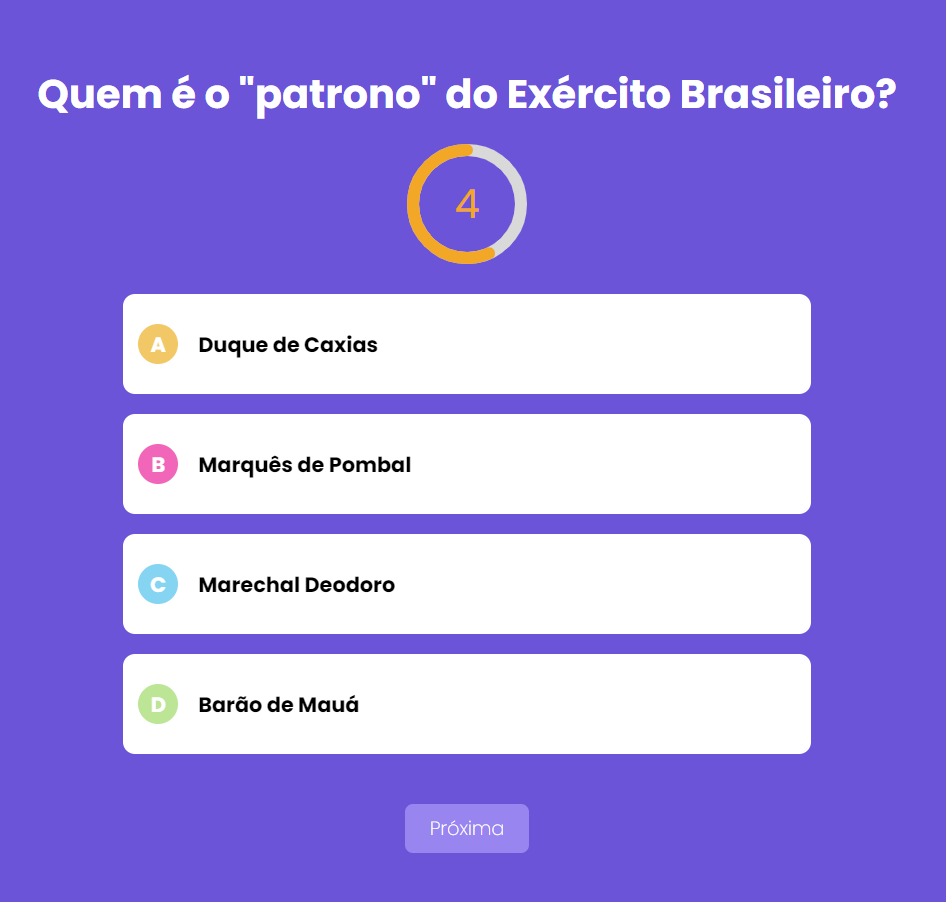 Quem é o "patrono" do Exército Brasileiro?
4
A Duque de Caxias
B Marquês de Pombal
C Marechal Deodoro
D Barão de Mauá
Próxima